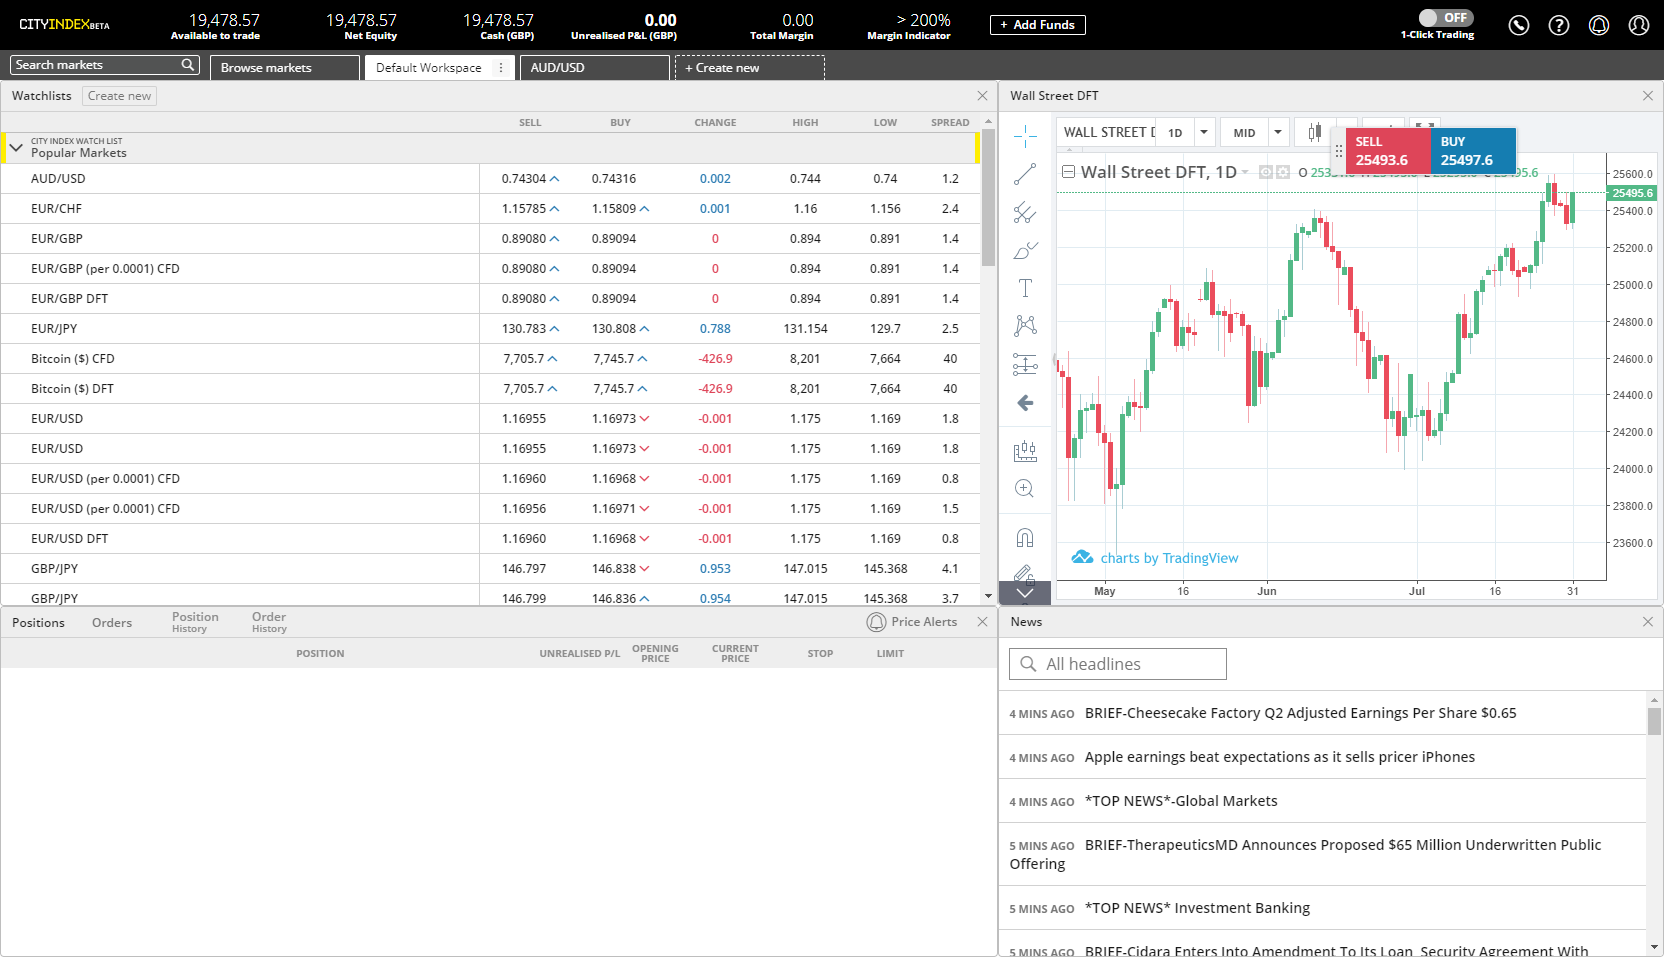 CITYINDEXBETA
19,478.57
Available to trade
19,478.57
Net Equity
19,478.57
Cash (GBP)
0.00
Unrealised P&L (GBP)
0.00
Total Margin
> 200%
Margin Indicator
+ Add Funds
OFF
1-Click Trading
Search markets
Browse markets
Default Workspace
AUD/USD
+ Create new
Watchlists Create new
SELL BUY CHANGE HIGH LOW SPREAD
CITY INDEX WATCH LIST
Popular Markets
AUD/USD 0.74304 0.74316 0.002 0.744 0.74 1.2
EUR/CHF 1.15785 1.15809 0.001 1.16 1.156 2.4
EUR/GBP 0.89080 0.89094 0 0.894 0.891 1.4
EUR/GBP (per 0.0001) CFD 0.89080 0.89094 0 0.894 0.891 1.4
EUR/GBP DFT 0.89080 0.89094 0 0.894 0.891 1.4
EUR/JPY 130.783 130.808 0.788 131.154 129.7 2.5
Bitcoin ($) CFD 7,705.7 7,745.7 -426.9 8,201 7,664 40
Bitcoin ($) DFT 7,705.7 7,745.7 -426.9 8,201 7,664 40
EUR/USD 1.16955 1.16973 -0.001 1.175 1.169 1.8
EUR/USD 1.16955 1.16973 -0.001 1.175 1.169 1.8
EUR/USD (per 0.0001) CFD 1.16960 1.16968 -0.001 1.175 1.169 0.8
EUR/USD (per 0.0001) CFD 1.16956 1.16971 -0.001 1.175 1.169 1.5
EUR/USD DFT 1.16960 1.16968 -0.001 1.175 1.169 0.8
GBP/JPY 146.797 146.838 0.953 147.015 145.368 4.1
GBP/JPY 146.799 146.836 0.954 147.015 145.368 3.7
Wall Street DFT
WALL STREET 1D MID
SELL
25493.6
BUY
25497.6
Wall Street DFT, 1D O
25600.0
25495.6
25400.0
25200.0
25000.0
24800.0
24600.0
24400.0
24200.0
24000.0
23800.0
23600.0
charts by TradingView
May 16 Jun Jul 16 31
Positions
Orders
Position
History
Order
History
Price Alerts
POSITION
UNREALISED P/L
OPENING
PRICE
CURRENT
PRICE
STOP
LIMIT
News
All headlines
4 MINS AGO BRIEF-Cheesecake Factory Q2 Adjusted Earnings Per Share $0.65
4 MINS AGO Apple earnings beat expectations as it sells pricer iPhones
4 MINS AGO *TOP NEWS*-Global Markets
5 MINS AGO BRIEF-TherapeuticsMD Announces Proposed $65 Million Underwritten Public
Offering
5 MINS AGO *TOP NEWS* Investment Banking
5 MINS AGO BRIEF-Cidara Enters Into Amendment To Its Loan, Security Agreement With